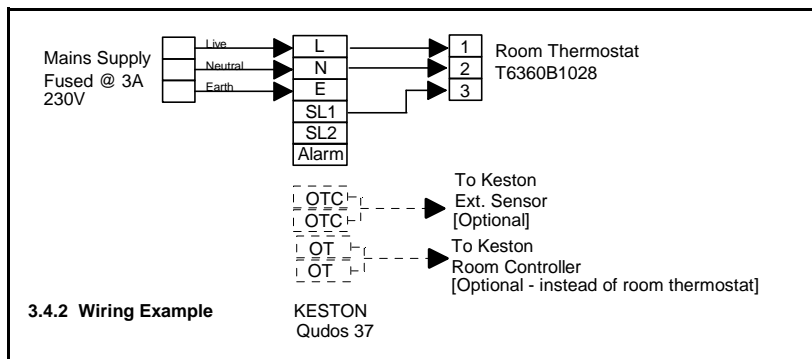 Mains Supply
Fused @ 3A
230V
Live
Neutral
Earth
L
N
E
SL1
SL2
Alarm
1
2
3
Room Thermostat
T6360B1028
OTC
OTC
To Keston
Ext. Sensor
[Optional]
OT
OT
To Keston
Room Controller
[Optional - instead of room thermostat]
3.4.2 Wiring Example
KESTON
Qudos 37